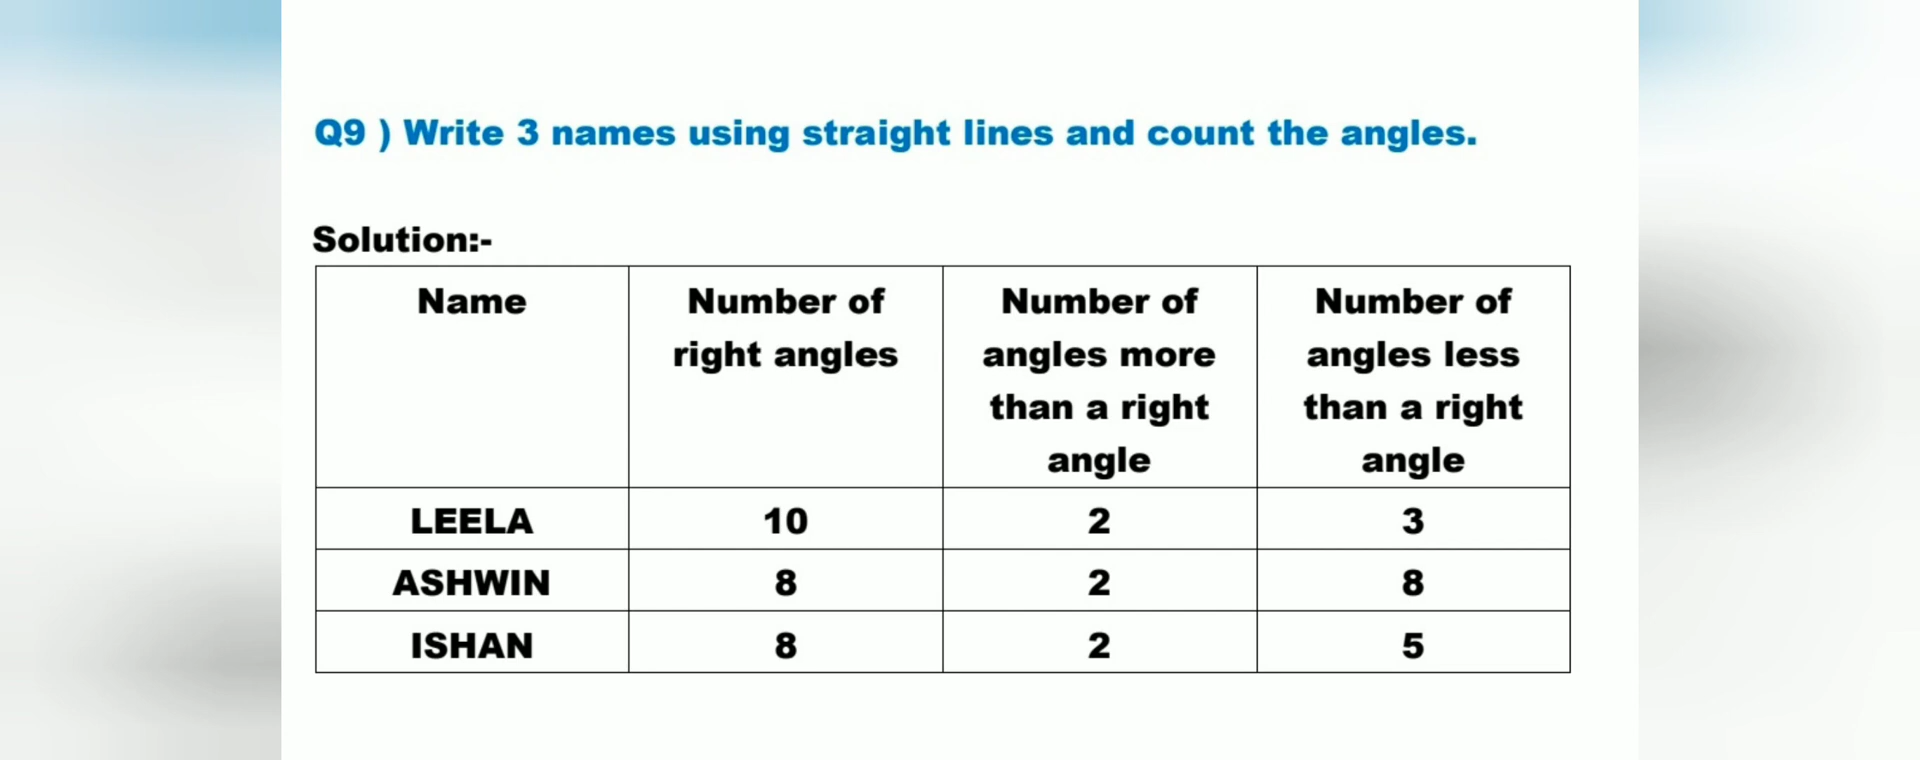 Q9 ) Write 3 names using straight lines and count the angles.
Solution:-
Name
Number of
right angles
Number of
angles more
than a right
angle
Number of
angles less
than a right
angle
LEELA 10 2 3
ASHWIN 8 2 8
ISHAN 8 2 5